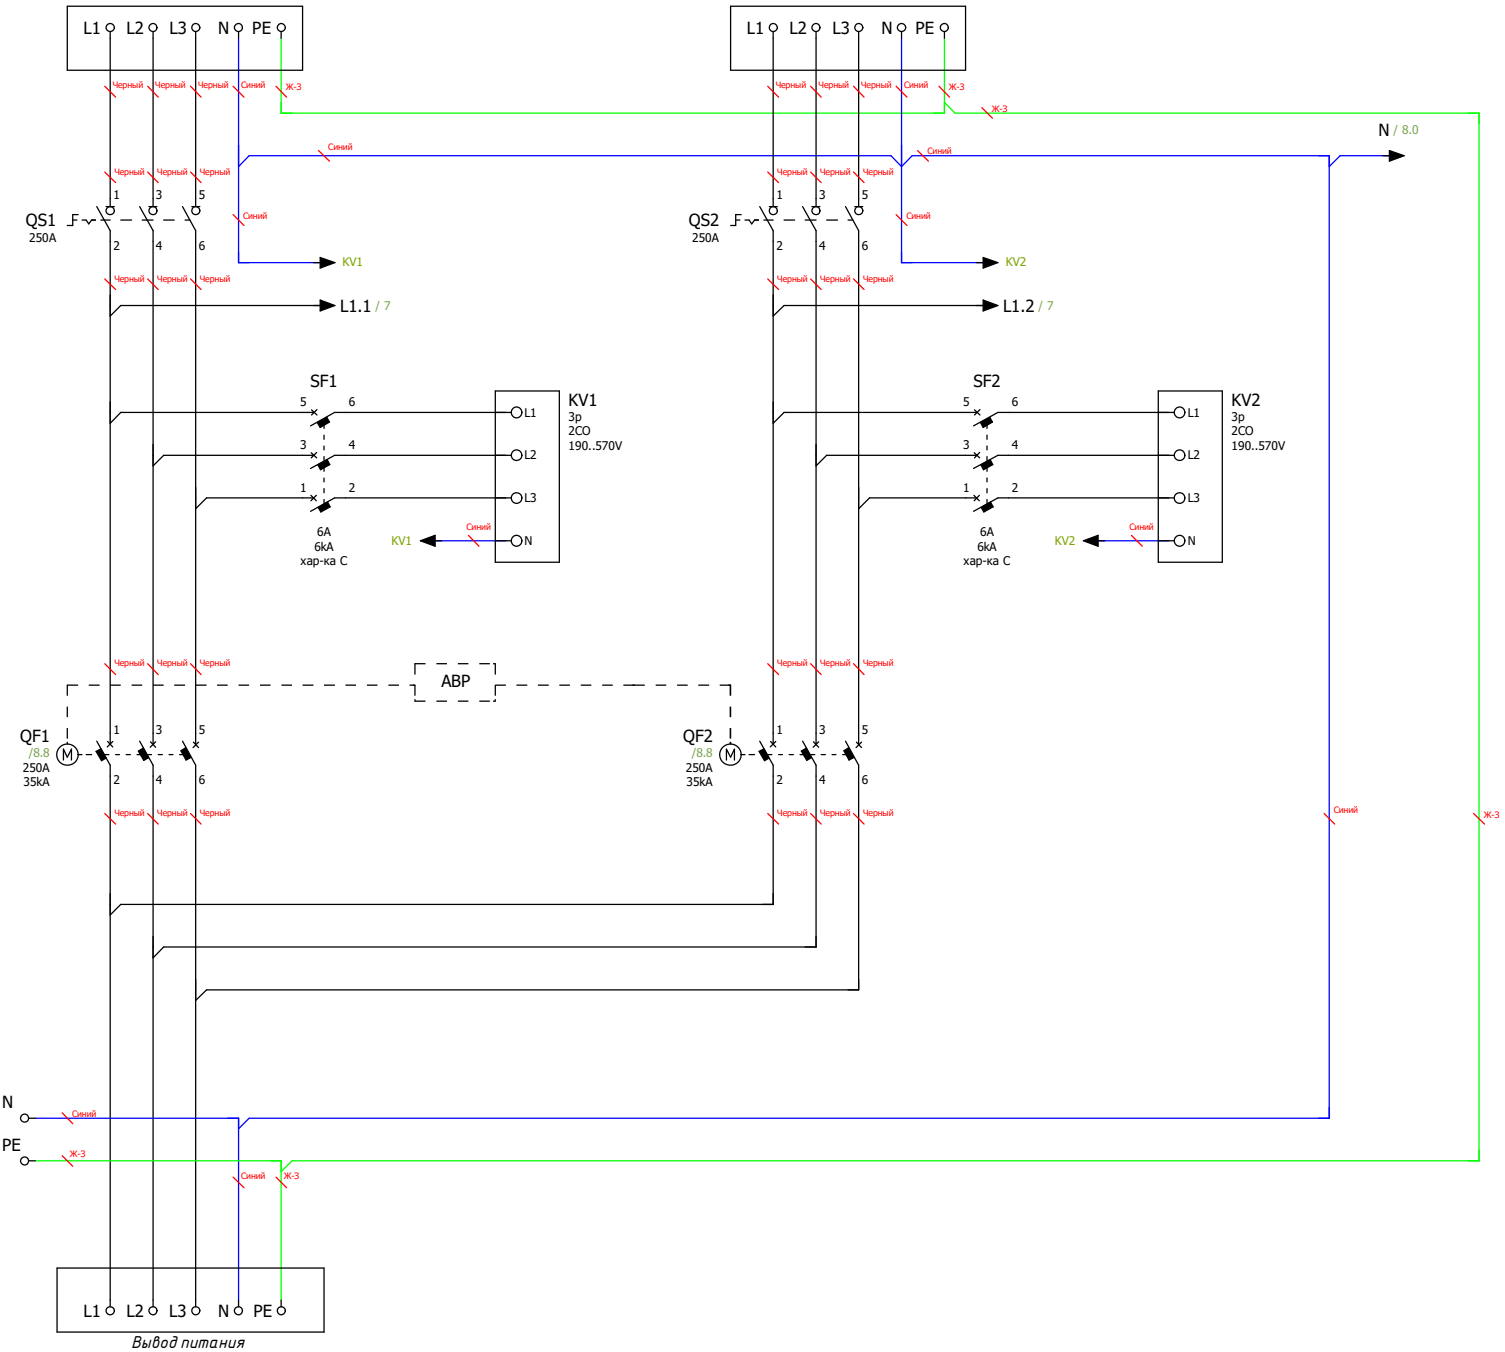 L1 L2 L3 N PE
L1 L2 L3 N PE
Черный Черный Черный Синий Ж-З
Черный Черный Черный Синий Ж-З
Ж-З
N / 8.0
Синий
Синий
Черный Черный Черный
Черный Черный Черный
1 3 5
1 3 5
QS1
250A
Синий
QS2
250A
Синий
2 4 6
2 4 6
KV1
KV2
Черный Черный Черный
Черный Черный Черный
L1.1 / 7
L1.2 / 7
SF1
5 6
3 4
1 2
6A
6kA
хар-ка C
L1
L2
L3
N
KV1
3p
2CO
190..570V
KV1
Синий
SF2
5 6
3 4
1 2
6A
6kA
хар-ка C
L1
L2
L3
N
KV2
3p
2CO
190..570V
KV2
Синий
Черный Черный Черный
АВР
Черный Черный Черный
1 3 5
1 3 5
QF1
/8.8
250A
35kA
M
QF2
/8.8
250A
35kA
M
2 4 6
2 4 6
Черный Черный Черный
Черный Черный Черный
Синий
Ж-З
N
Синий
PE
Ж-З
Синий Ж-З
L1 L2 L3 N PE
Вывод питания